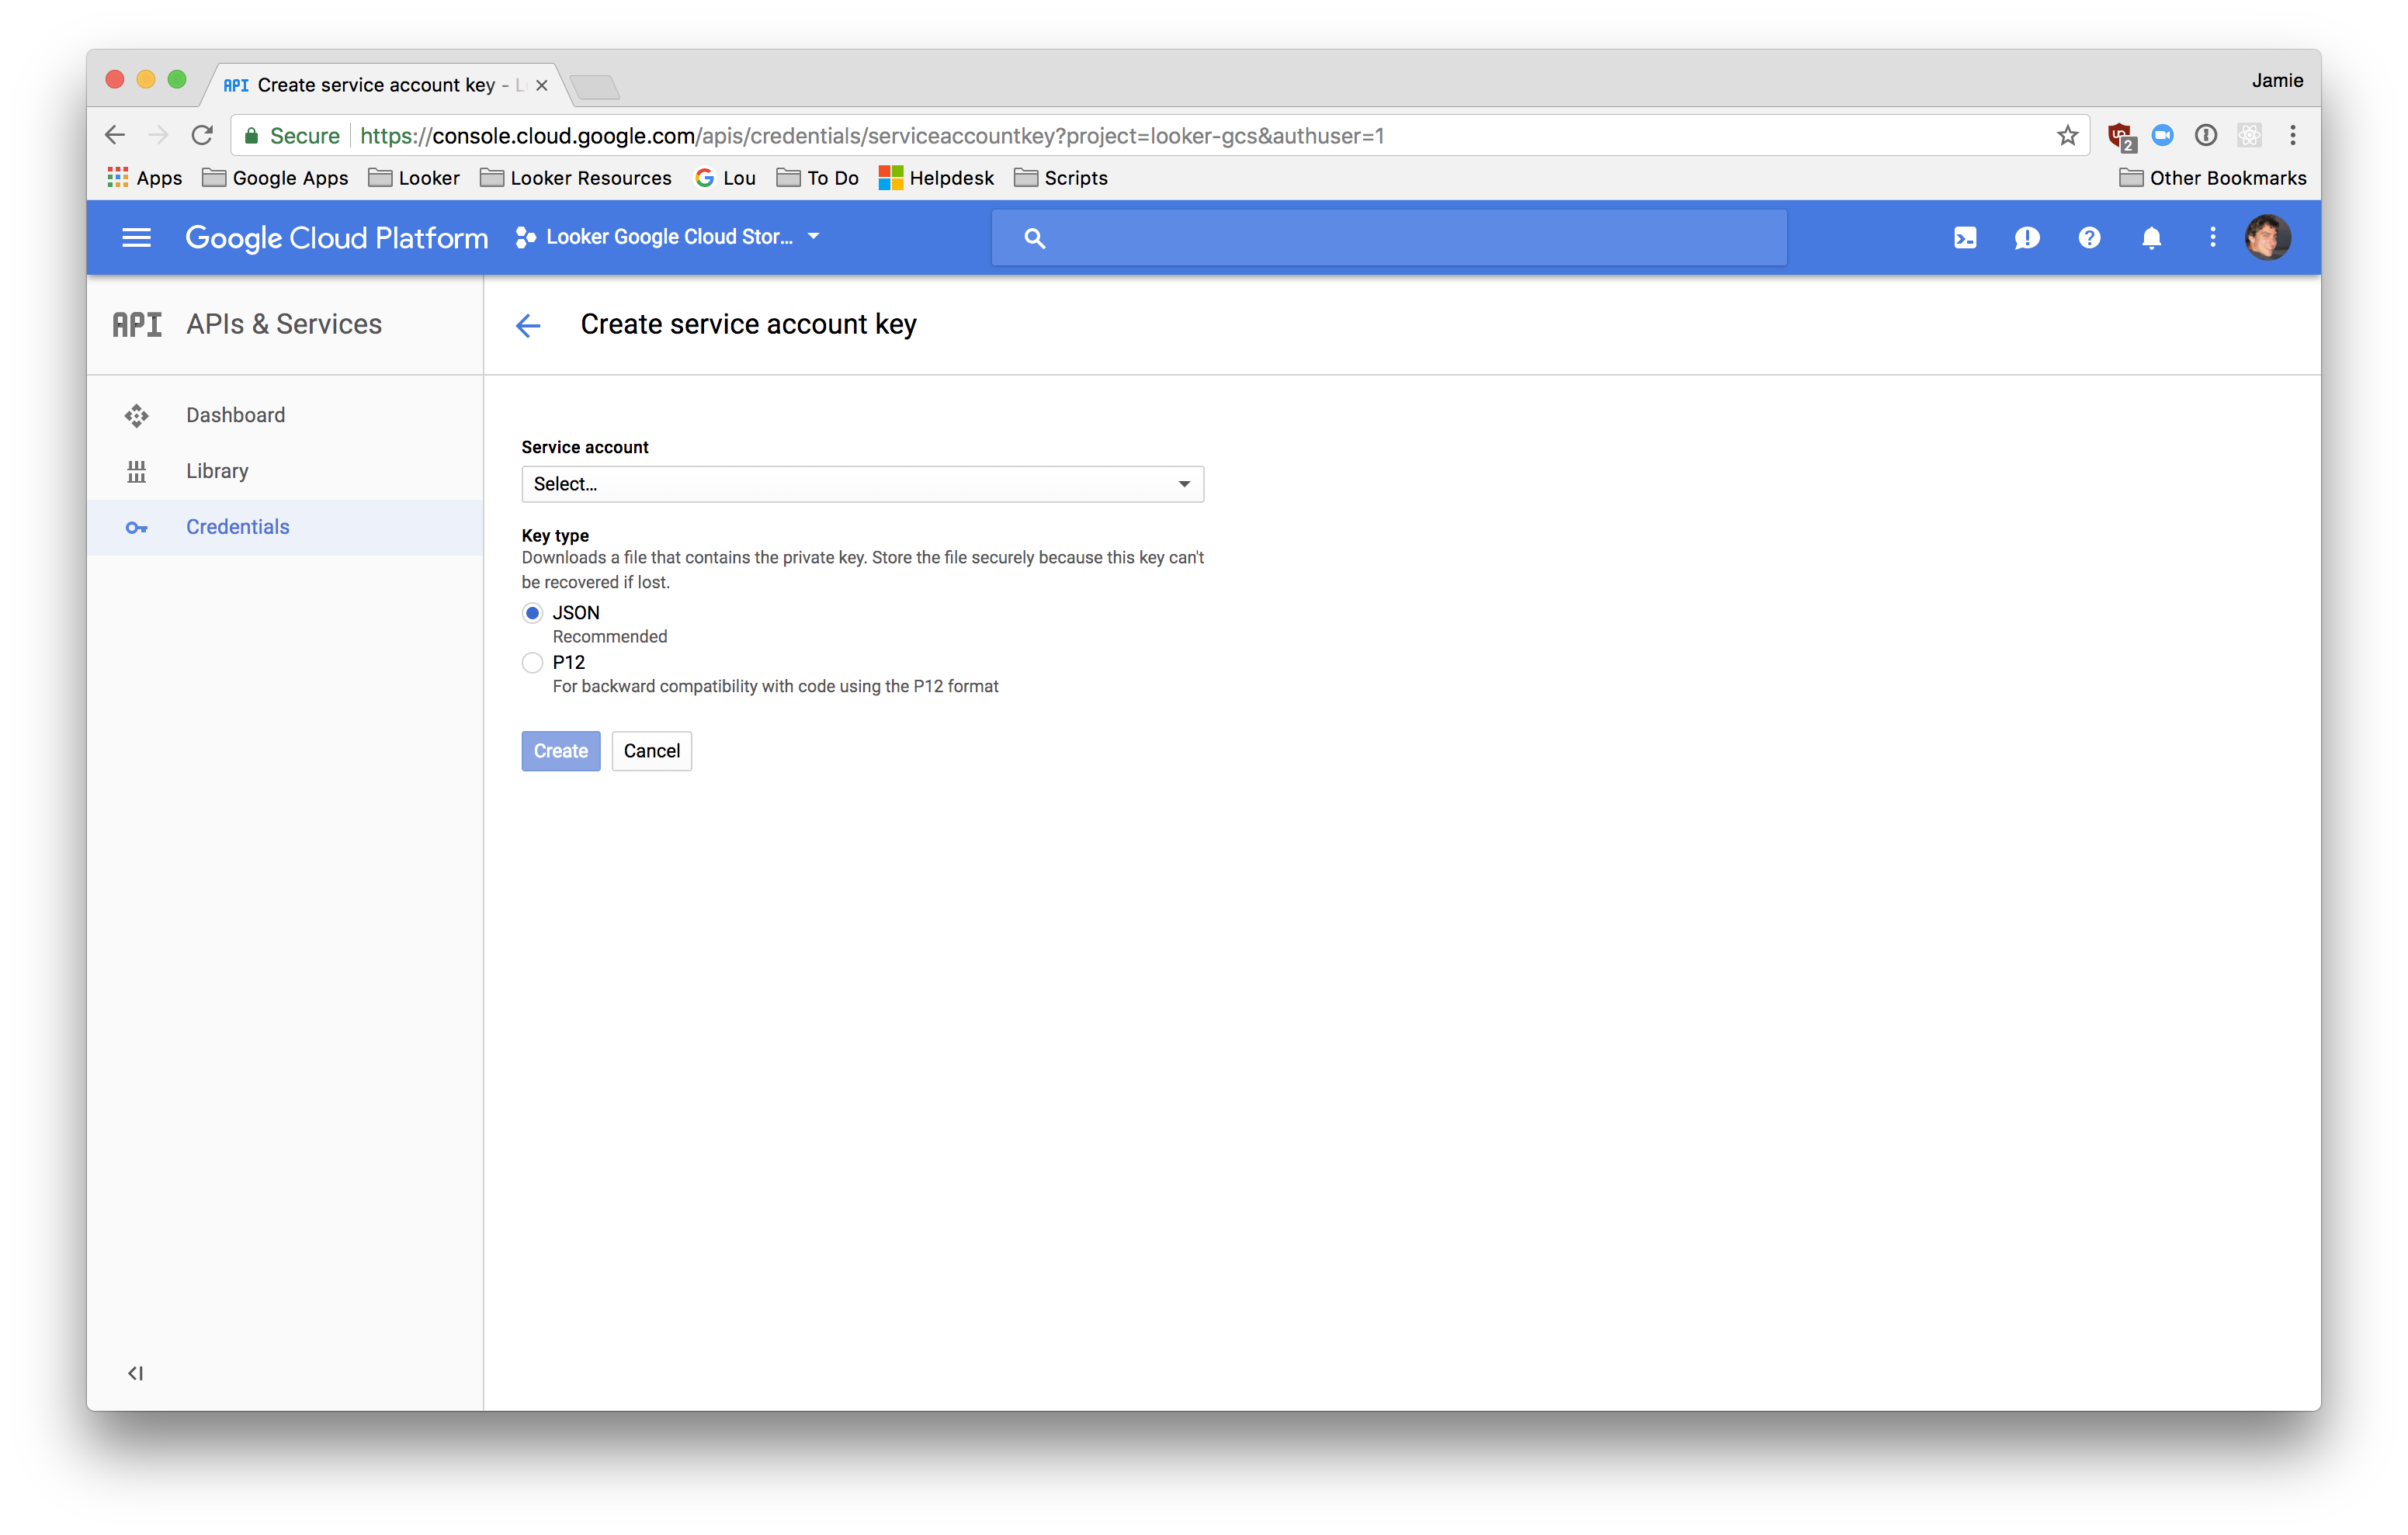 API Create service account key - L
Jamie
Secure https://console.cloud.google.com/apis/credentials/serviceaccountkey?project=looker-gcs&authuser=1
2
Apps Google Apps Looker Looker Resources Lou To Do Helpdesk Scripts Other Bookmarks
Google Cloud Platform Looker Google Cloud Stor...
API APIs & Services
Create service account key
Dashboard
Library
Credentials
Service account
Select...
Key type
Downloads a file that contains the private key. Store the file securely because this key can't
be recovered if lost.
JSON
Recommended
P12
For backward compatibility with code using the P12 format
Create Cancel